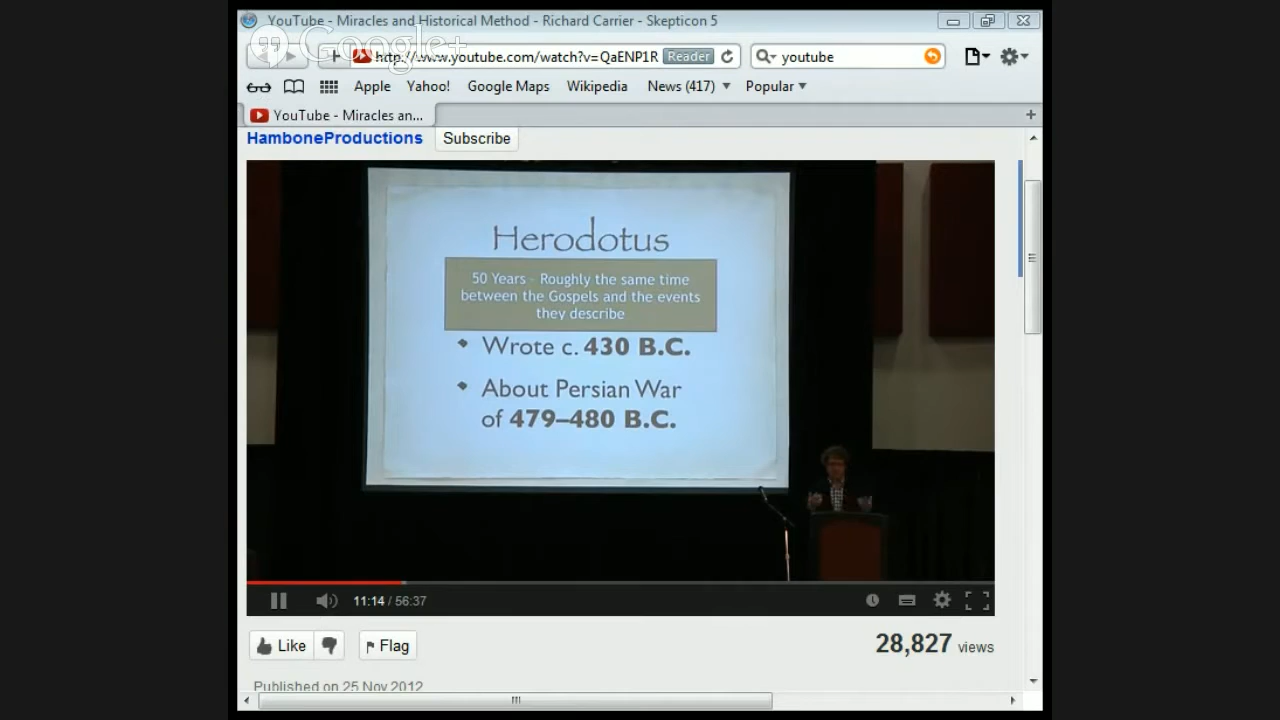 YouTube - Miracles and Historical Method - Richard Carrier - Skepticon 5
Google+
http://www.youtube.com/watch?v=QaENP1R Reader youtube
Apple Yahoo! Google Maps Wikipedia News (417) Popular
YouTube - Miracles an...
HamboneProductions Subscribe
Herodotus
50 Years - Roughly the same time
between the Gospels and the events
they describe
Wrote c. 430 B.C.
About Persian War
of 479–480 B.C.
11:14 / 56:37
Like Flag 28,827 views
Published on 25 Nov 2012